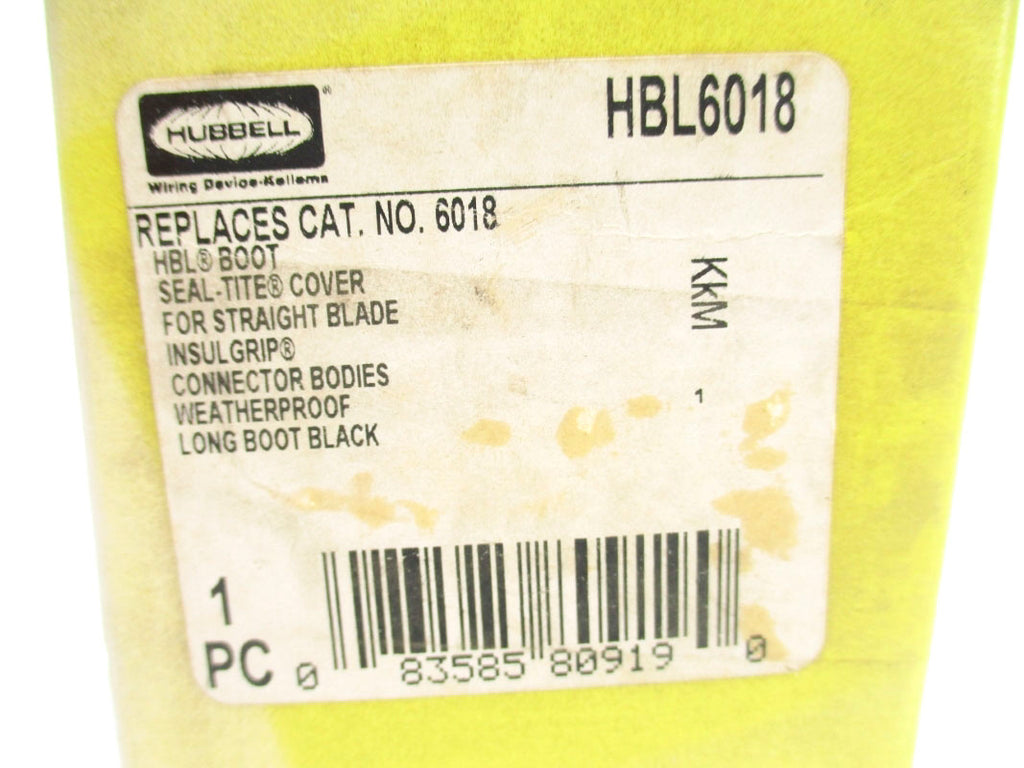 HUBBELL®
Wiring Device-Kellems
HBL6018
REPLACES CAT. NO. 6018
HBL® BOOT
SEAL-TITE® COVER
FOR STRAIGHT BLADE
INSULGRIP®
CONNECTOR BODIES
WEATHERPROOF
LONG BOOT BLACK
KkM
1
1
PC
0 83585 80919 0